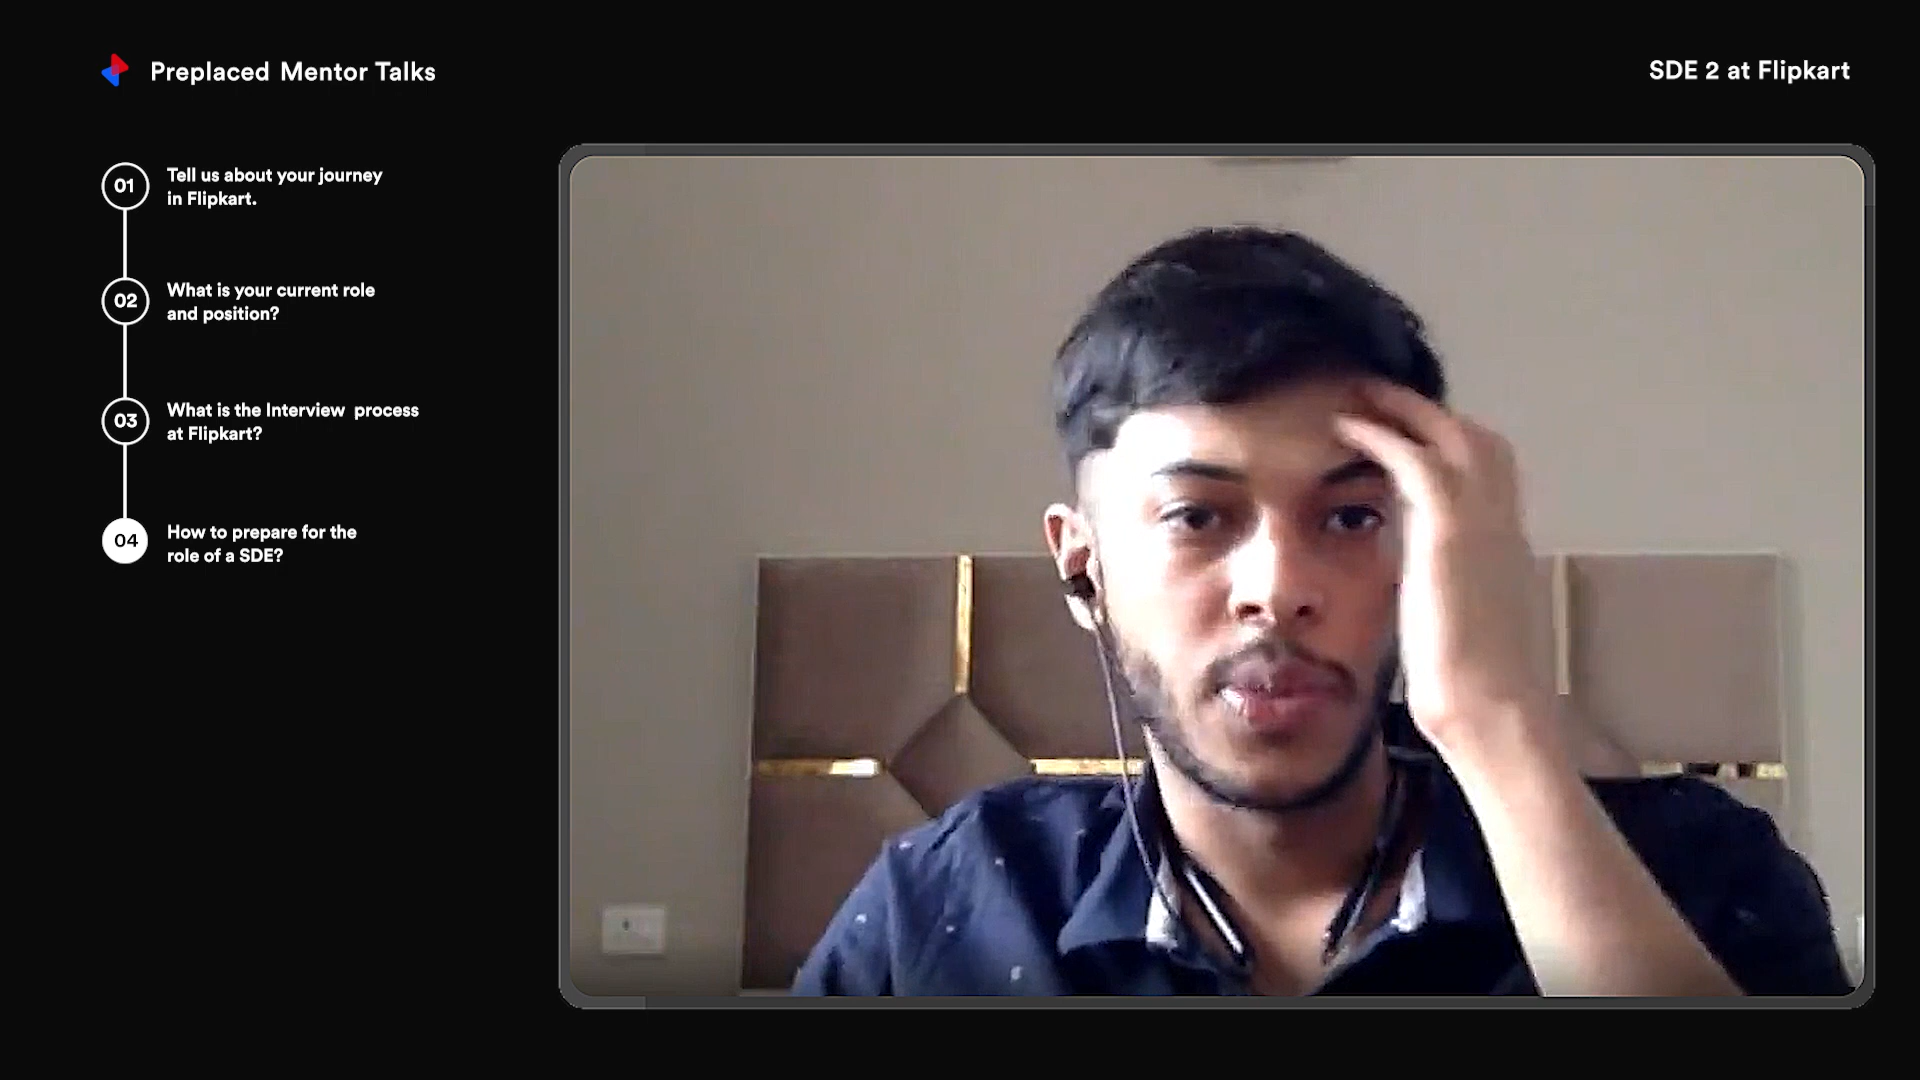 Preplaced Mentor Talks
SDE 2 at Flipkart
01
Tell us about your journey
in Flipkart.
02
What is your current role
and position?
03
What is the Interview process
at Flipkart?
04
How to prepare for the
role of a SDE?